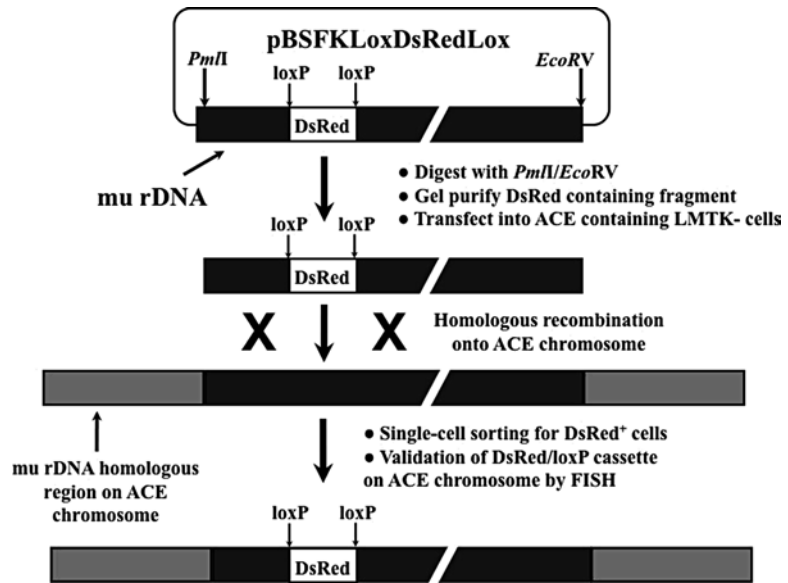 pBSFKLoxDsRedLox
PmlI
EcoRV
loxP
loxP
DsRed
mu rDNA
● Digest with PmlI/EcoRV
● Gel purify DsRed containing fragment
● Transfect into ACE containing LMTK- cells
loxP
loxP
DsRed
X
X
Homologous recombination
onto ACE chromosome
mu rDNA homologous
region on ACE
chromosome
● Single-cell sorting for DsRed⁺ cells
● Validation of DsRed/loxP cassette
on ACE chromosome by FISH
loxP
loxP
DsRed